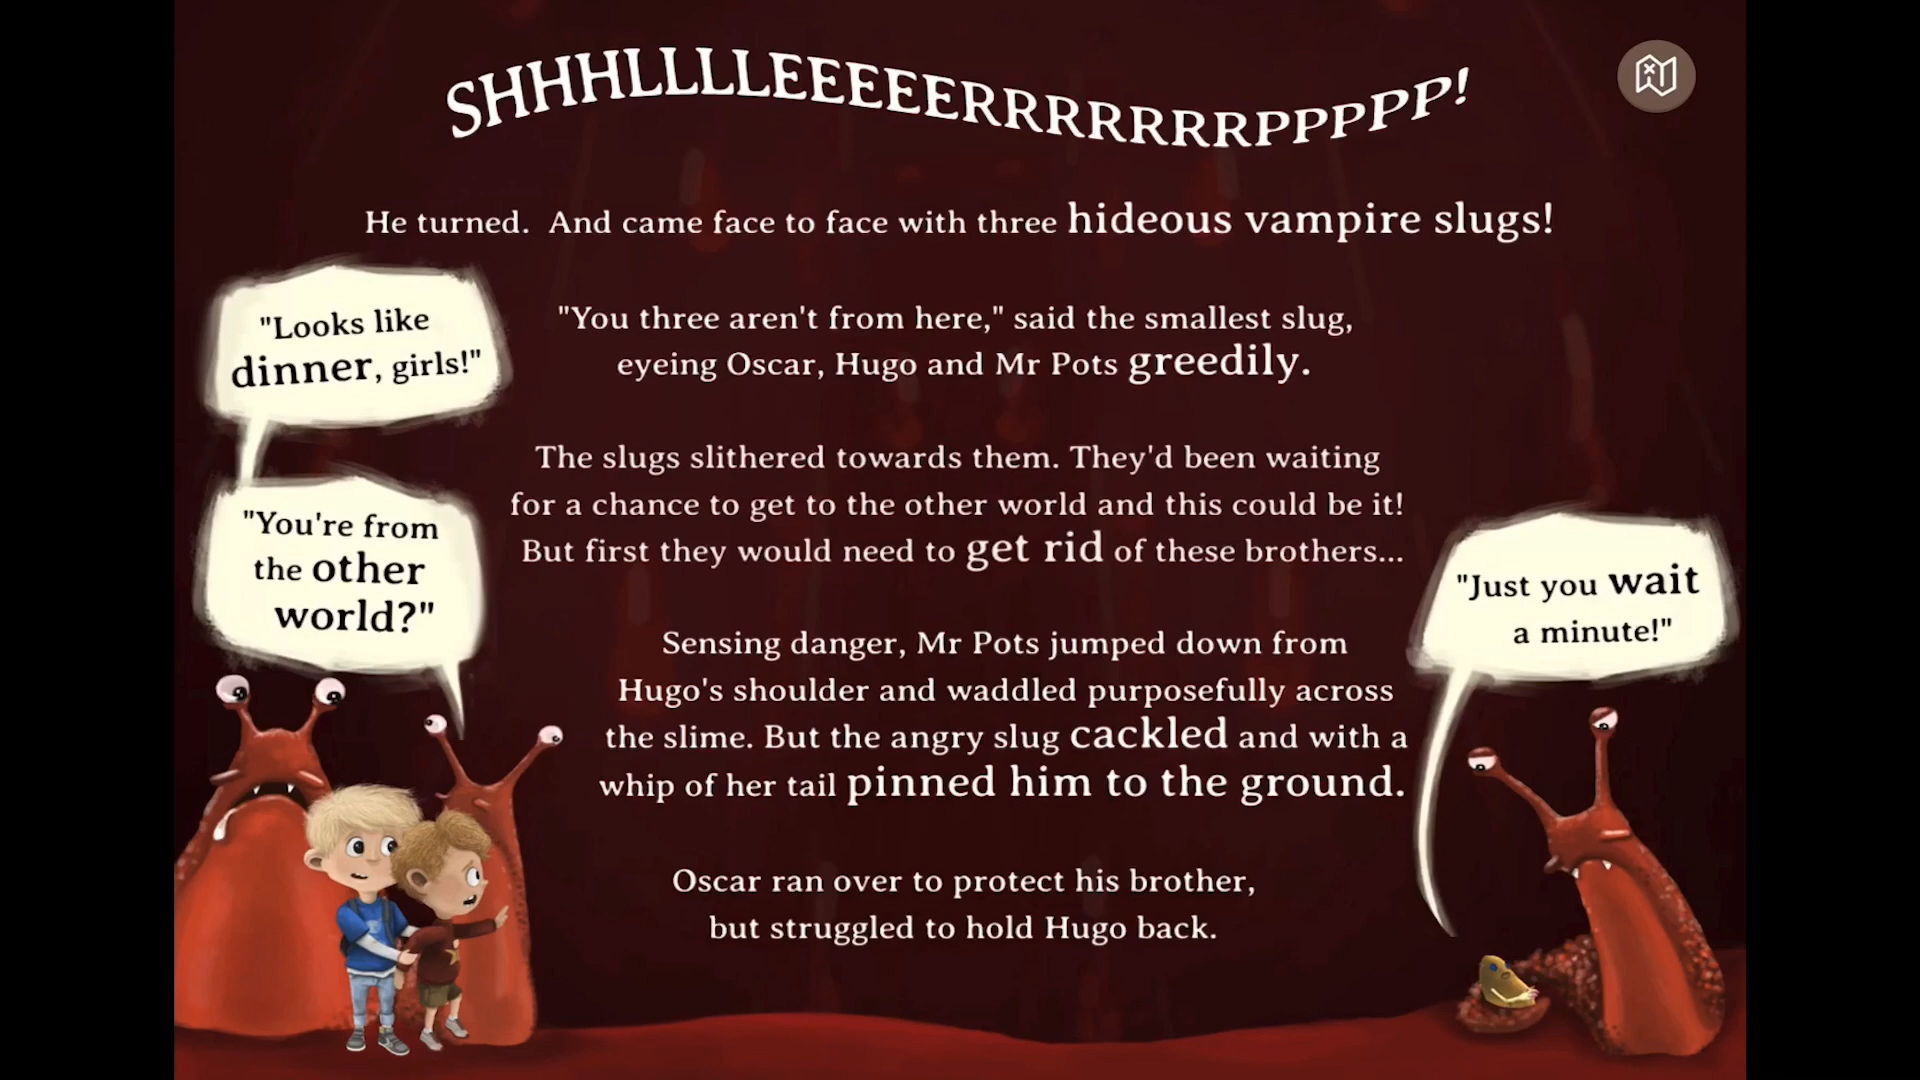 SHHHLLLLEEEEERRRRRRRPPPPPP!
He turned.  And came face to face with three hideous vampire slugs!
"Looks like
dinner, girls!"
"You three aren't from here," said the smallest slug,
eyeing Oscar, Hugo and Mr Pots greedily.
The slugs slithered towards them. They'd been waiting
for a chance to get to the other world and this could be it!
But first they would need to get rid of these brothers...
"You're from
the other
world?"
"Just you wait
a minute!"
Sensing danger, Mr Pots jumped down from
Hugo's shoulder and waddled purposefully across
the slime. But the angry slug cackled and with a
whip of her tail pinned him to the ground.
Oscar ran over to protect his brother,
but struggled to hold Hugo back.